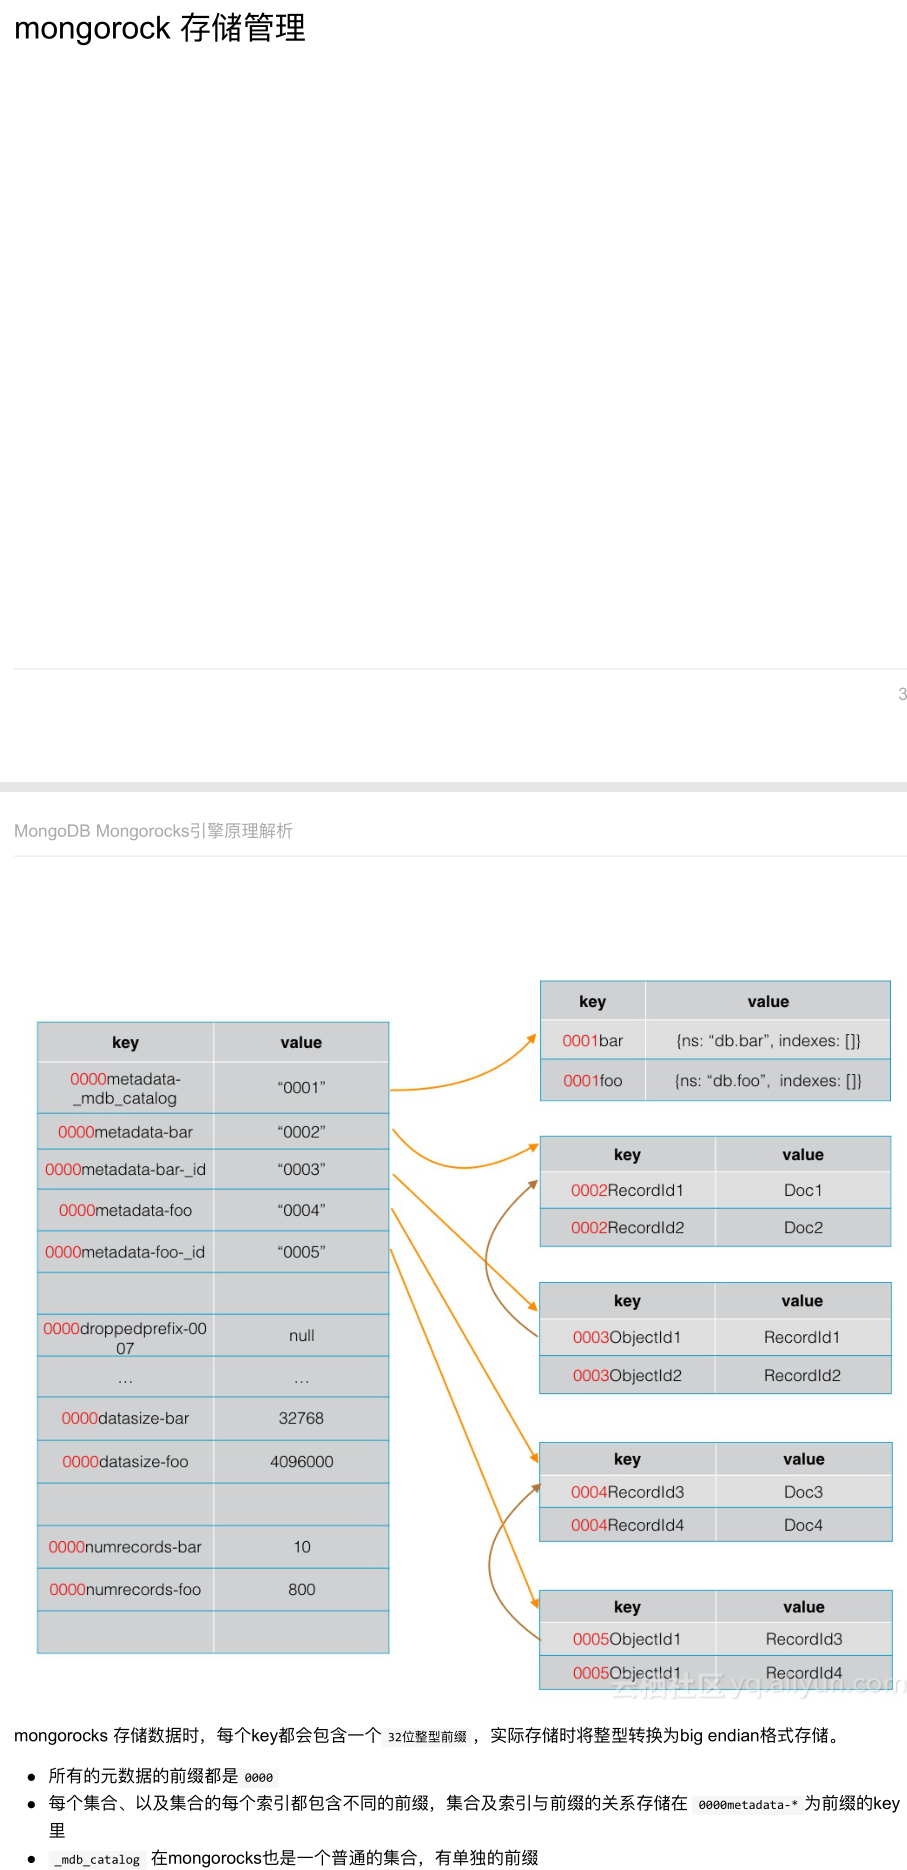 mongorock 存储管理
3
MongoDB Mongorocks引擎原理解析
key value
0000metadata-
_mdb_catalog “0001”
0000metadata-bar “0002”
0000metadata-bar-_id “0003”
0000metadata-foo “0004”
0000metadata-foo-_id “0005”
0000droppedprefix-00
07 null
... ...
0000datasize-bar 32768
0000datasize-foo 4096000
0000numrecords-bar 10
0000numrecords-foo 800
key value
0001bar {ns: “db.bar”, indexes: []}
0001foo {ns: “db.foo”, indexes: []}
key value
0002RecordId1 Doc1
0002RecordId2 Doc2
key value
0003ObjectId1 RecordId1
0003ObjectId2 RecordId2
key value
0004RecordId3 Doc3
0004RecordId4 Doc4
key value
0005ObjectId1 RecordId3
0005ObjectId1 RecordId4
云栖社区 yq.aliyun.com
mongorocks 存储数据时，每个key都会包含一个 32位整型前缀 ，实际存储时将整型转换为big endian格式存储。
● 所有的元数据的前缀都是 0000
● 每个集合、以及集合的每个索引都包含不同的前缀，集合及索引与前缀的关系存储在 0000metadata-* 为前缀的key
里
● _mdb_catalog 在mongorocks也是一个普通的集合，有单独的前缀